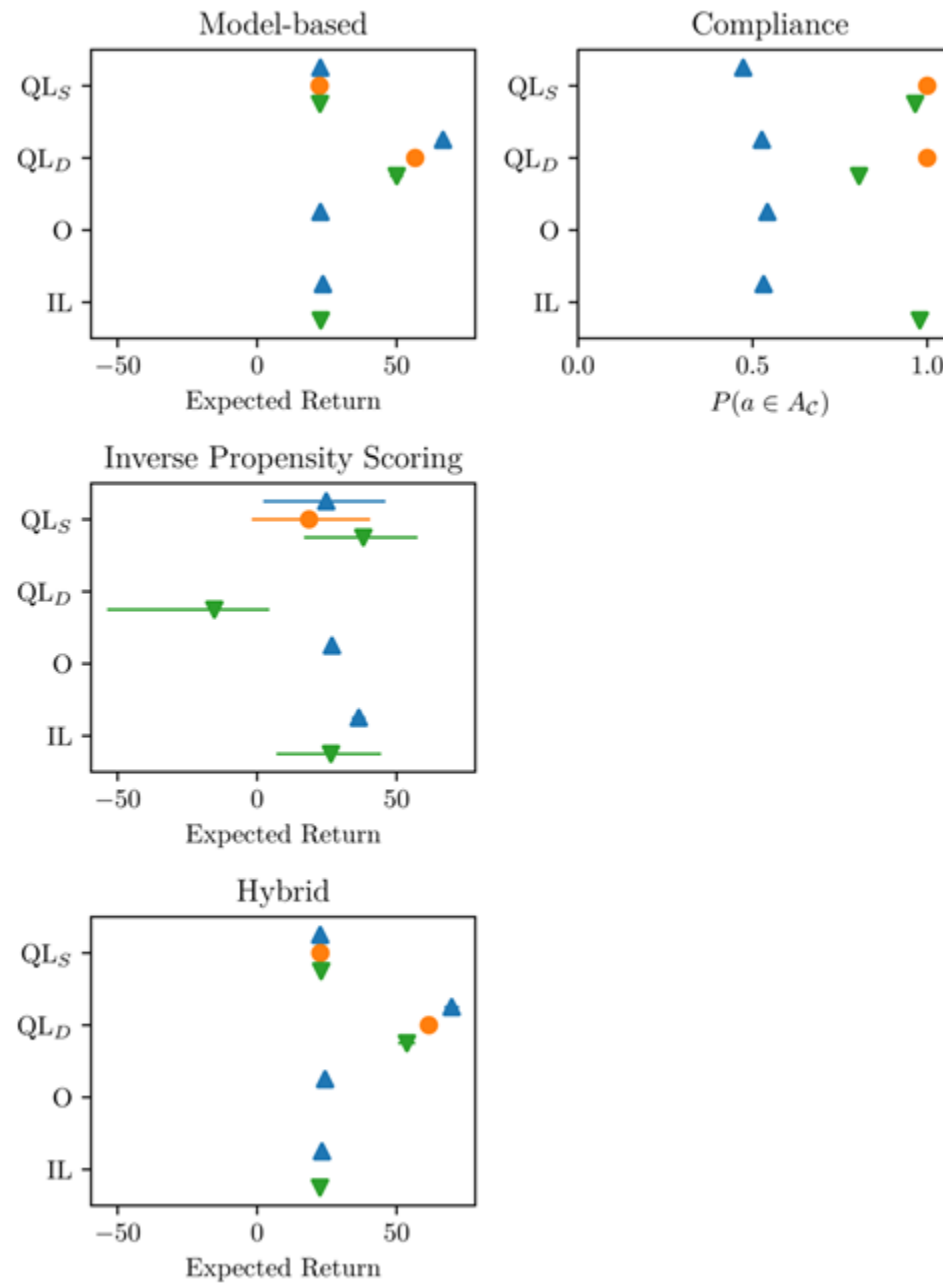 Model-based
QL_S
QL_D
O
IL
−50 0 50
Expected Return
Compliance
QL_S
QL_D
O
IL
0.0 0.5 1.0
P(a ∈ A_C)
Inverse Propensity Scoring
QL_S
QL_D
O
IL
−50 0 50
Expected Return
Hybrid
QL_S
QL_D
O
IL
−50 0 50
Expected Return